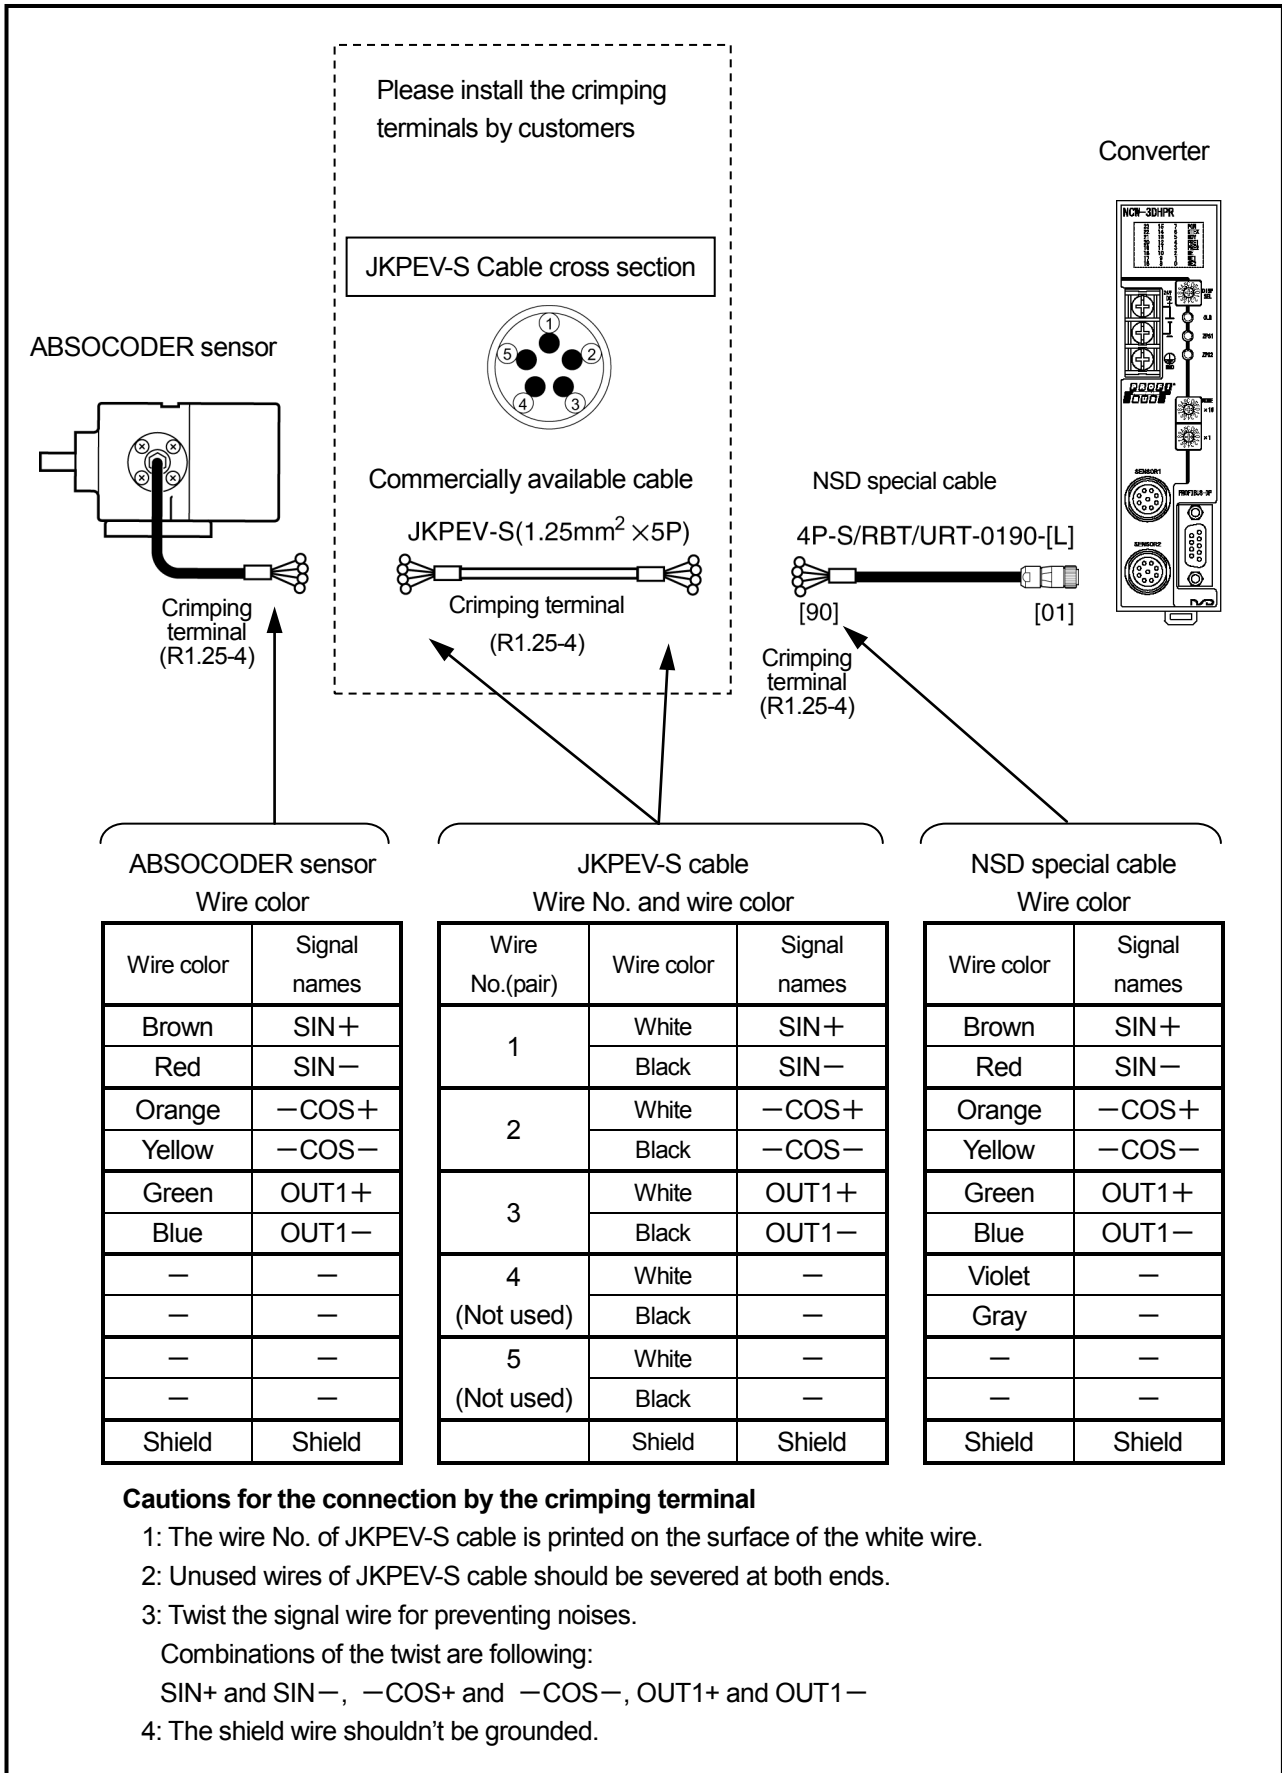 Please install the crimping
terminals by customers
Converter
NCW-3DHPR
JKPEV-S Cable cross section
1
5
2
4
3
ABSOCODER sensor
SENSOR1
PROFIBUS-DP
SENSOR2
Commercially available cable
NSD special cable
JKPEV-S(1.25mm² ×5P)
4P-S/RBT/URT-0190-[L]
Crimping
terminal
(R1.25-4)
Crimping terminal
(R1.25-4)
[90]
[01]
Crimping
terminal
(R1.25-4)
ABSOCODER sensor
Wire color
Wire color Signal names
Brown SIN+
Red SIN−
Orange −COS+
Yellow −COS−
Green OUT1+
Blue OUT1−
− −
− −
− −
− −
Shield Shield
JKPEV-S cable
Wire No. and wire color
Wire No.(pair) Wire color Signal names
1 White SIN+
Black SIN−
2 White −COS+
Black −COS−
3 White OUT1+
Black OUT1−
4 (Not used) White −
Black −
5 (Not used) White −
Black −
Shield Shield
NSD special cable
Wire color
Wire color Signal names
Brown SIN+
Red SIN−
Orange −COS+
Yellow −COS−
Green OUT1+
Blue OUT1−
Violet −
Gray −
− −
− −
Shield Shield
Cautions for the connection by the crimping terminal
1: The wire No. of JKPEV-S cable is printed on the surface of the white wire.
2: Unused wires of JKPEV-S cable should be severed at both ends.
3: Twist the signal wire for preventing noises.
Combinations of the twist are following:
SIN+ and SIN−, −COS+ and −COS−, OUT1+ and OUT1−
4: The shield wire shouldn't be grounded.